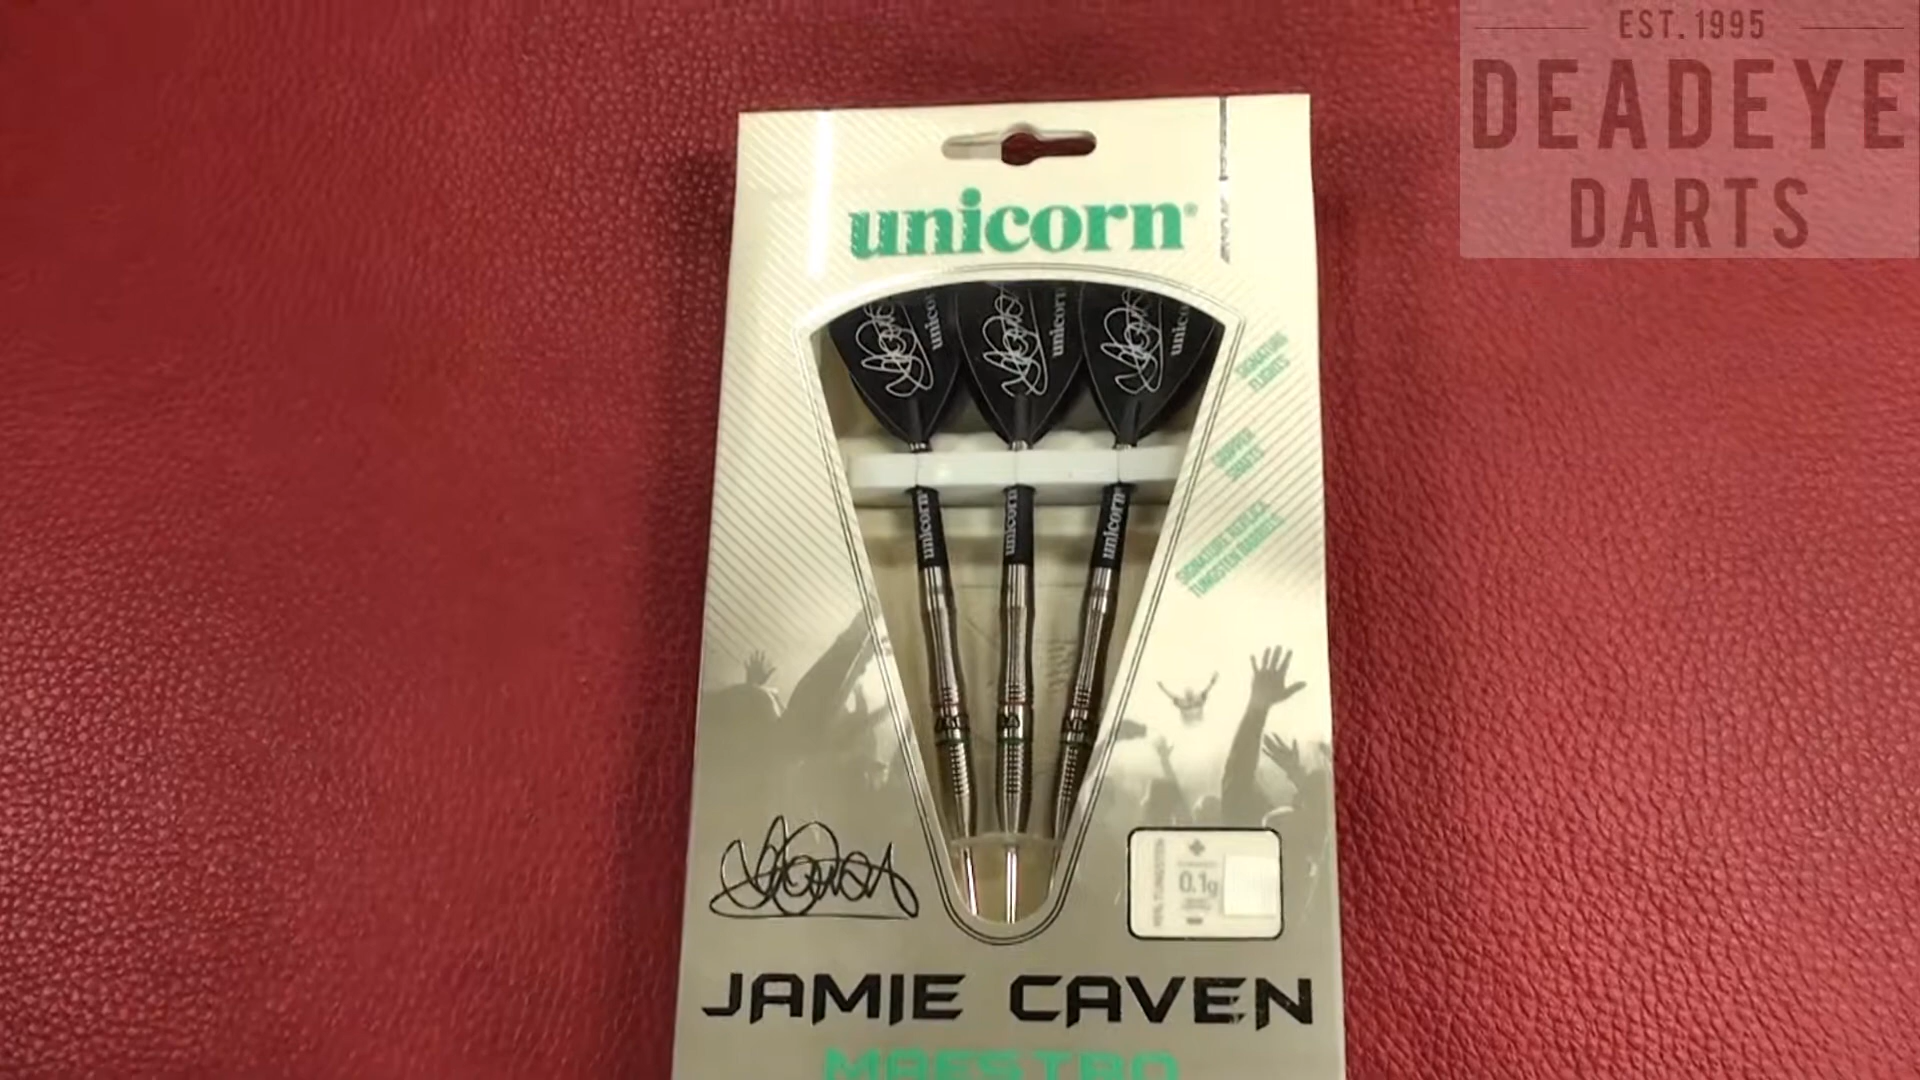 EST. 1995
DEADEYE
DARTS
unicorn
unicorn
unicorn
unicorn
SIGNATURE
FLIGHTS
GRIPPER
SHAFTS
SIGNATURE REPLICA
TUNGSTEN BARRELS
unicorn
unicorn
unicorn
0.1g
JAMIE CAVEN
MAESTRO